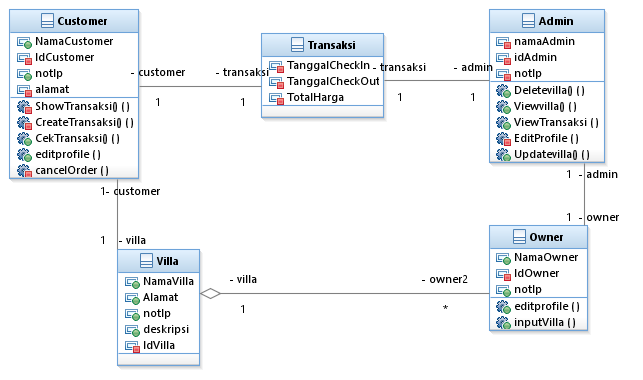 Customer
NamaCustomer
IdCustomer
notlp
alamat
ShowTransaksi() ( )
CreateTransaksi() ( )
CekTransaksi() ( )
editprofile ( )
cancelOrder ( )
- customer
1
- transaksi
1
Transaksi
TanggalCheckIn
TanggalCheckOut
TotalHarga
- transaksi
1
- admin
1
Admin
namaAdmin
idAdmin
notlp
Deletevilla() ( )
Viewvilla() ( )
ViewTransaksi ( )
EditProfile ( )
Updatevilla() ( )
1
- customer
1
- villa
1
- admin
1
- owner
Villa
NamaVilla
Alamat
notlp
deskripsi
IdVilla
- villa
1
- owner2
*
Owner
NamaOwner
IdOwner
notlp
editprofile ( )
inputVilla ( )